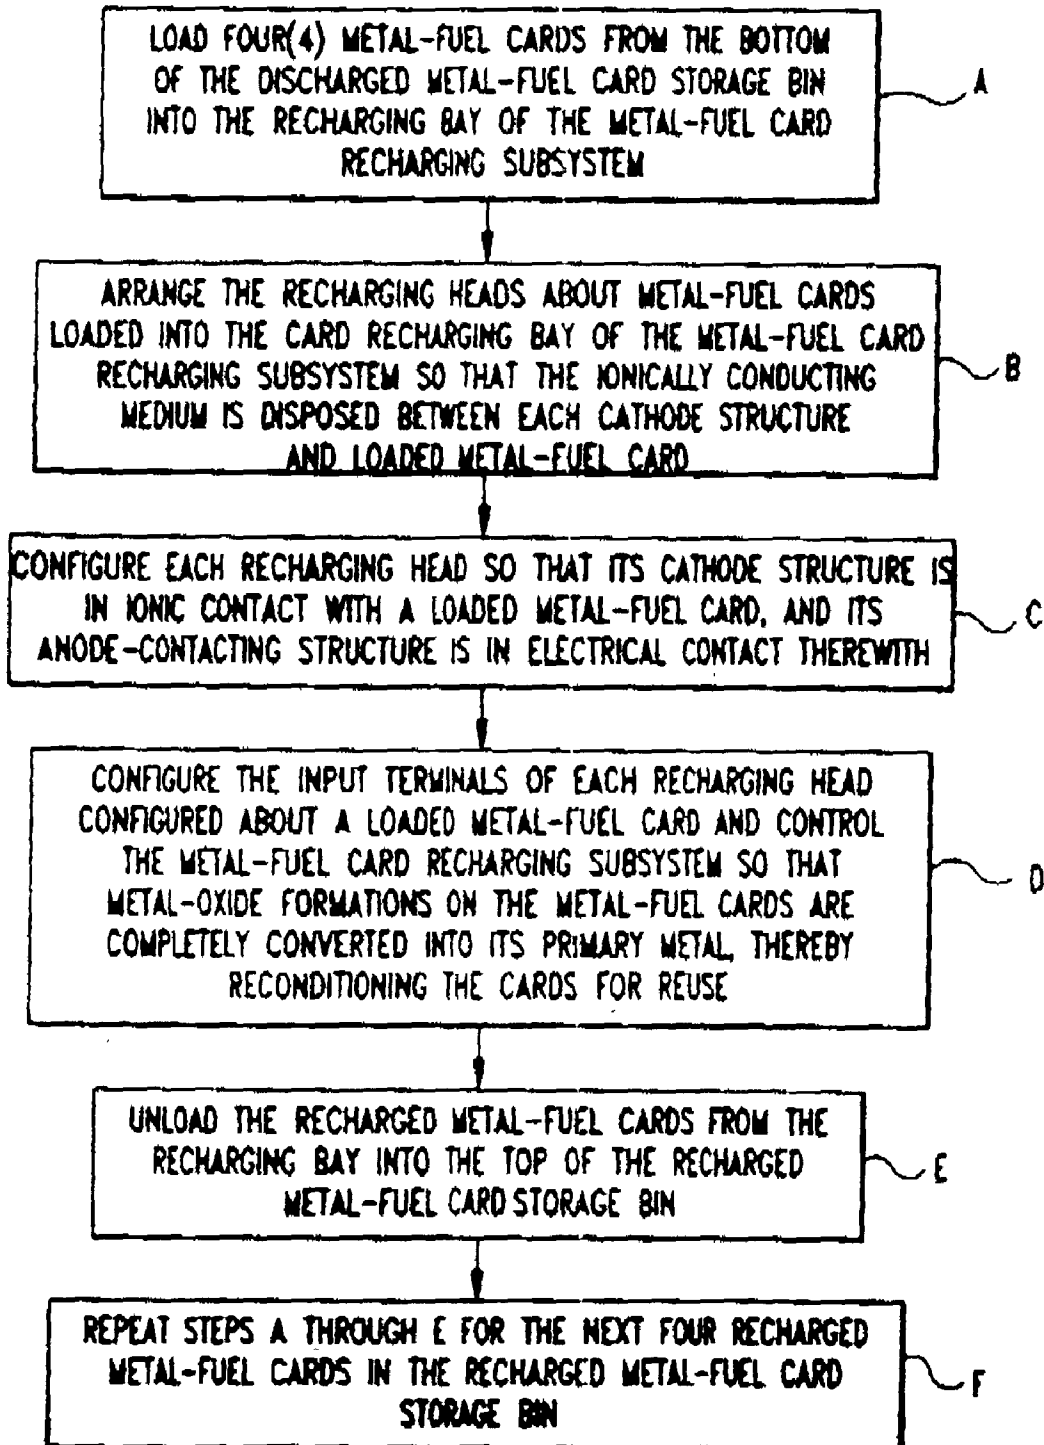 LOAD FOUR(4) METAL-FUEL CARDS FROM THE BOTTOM
OF THE DISCHARGED METAL-FUEL CARD STORAGE BIN
INTO THE RECHARGING BAY OF THE METAL-FUEL CARD
RECHARGING SUBSYSTEM
A
ARRANGE THE RECHARGING HEADS ABOUT METAL-FUEL CARDS
LOADED INTO THE CARD RECHARGING BAY OF THE METAL-FUEL CARD
RECHARGING SUBSYSTEM SO THAT THE IONICALLY CONDUCTING
MEDIUM IS DISPOSED BETWEEN EACH CATHODE STRUCTURE
AND LOADED METAL-FUEL CARD
B
CONFIGURE EACH RECHARGING HEAD SO THAT ITS CATHODE STRUCTURE IS
IN IONIC CONTACT WITH A LOADED METAL-FUEL CARD, AND ITS
ANODE-CONTACTING STRUCTURE IS IN ELECTRICAL CONTACT THEREWITH
C
CONFIGURE THE INPUT TERMINALS OF EACH RECHARGING HEAD
CONFIGURED ABOUT A LOADED METAL-FUEL CARD AND CONTROL
THE METAL-FUEL CARD RECHARGING SUBSYSTEM SO THAT
METAL-OXIDE FORMATIONS ON THE METAL-FUEL CARDS ARE
COMPLETELY CONVERTED INTO ITS PRIMARY METAL, THEREBY
RECONDITIONING THE CARDS FOR REUSE
D
UNLOAD THE RECHARGED METAL-FUEL CARDS FROM THE
RECHARGING BAY INTO THE TOP OF THE RECHARGED
METAL-FUEL CARD STORAGE BIN
E
REPEAT STEPS A THROUGH E FOR THE NEXT FOUR RECHARGED
METAL-FUEL CARDS IN THE RECHARGED METAL-FUEL CARD
STORAGE BIN
F